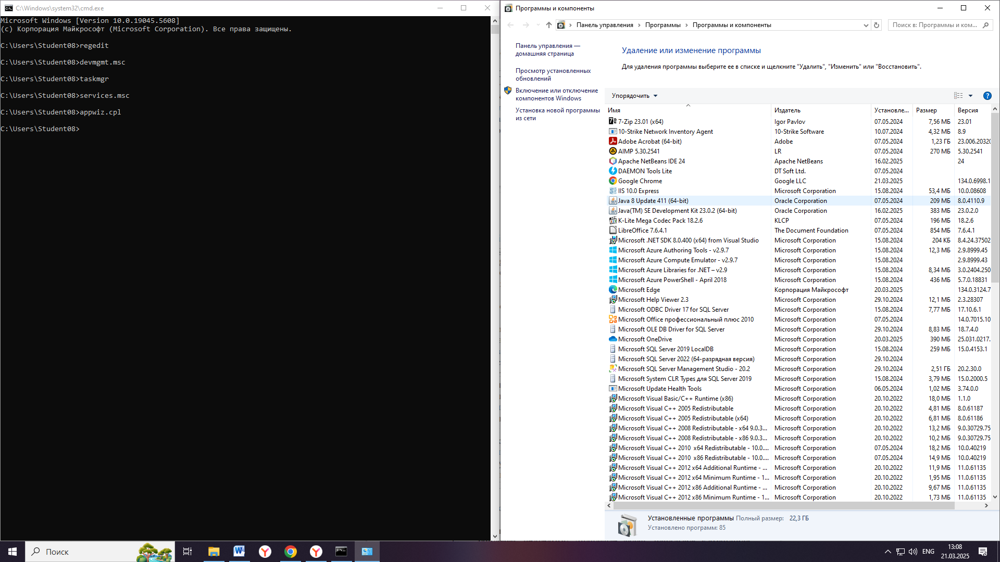 C:\Windows\system32\cmd.exe
Microsoft Windows [Version 10.0.19045.5608]
(c) Корпорация Майкрософт (Microsoft Corporation). Все права защищены.
C:\Users\Student08>regedit
C:\Users\Student08>devmgmt.msc
C:\Users\Student08>taskmgr
C:\Users\Student08>services.msc
C:\Users\Student08>appwiz.cpl
C:\Users\Student08>
Программы и компоненты
Панель управления › Программы › Программы и компоненты
Поиск в: Программы и ком...
Панель управления —
домашняя страница
Просмотр установленных
обновлений
Включение или отключение
компонентов Windows
Установка новой программы
из сети
Удаление или изменение программы
Для удаления программы выберите ее в списке и щелкните "Удалить", "Изменить" или "Восстановить".
Упорядочить
Имя Издатель Установле... Размер Версия
7-Zip 23.01 (x64) Igor Pavlov 07.05.2024 7,56 МБ 23.01
10-Strike Network Inventory Agent 10-Strike Software 10.07.2024 4,32 МБ 8.9
Adobe Acrobat (64-bit) Adobe 07.05.2024 1,23 ГБ 23.006.20320
AIMP 5.30.2541 LR 07.05.2024 270 МБ 5.30.2541
Apache NetBeans IDE 24 Apache NetBeans 16.02.2025 24
DAEMON Tools Lite DT Soft Ltd. 07.05.2024
Google Chrome Google LLC 21.03.2025 134.0.6998.1
IIS 10.0 Express Microsoft Corporation 15.08.2024 53,4 МБ 10.0.08608
Java 8 Update 411 (64-bit) Oracle Corporation 07.05.2024 209 МБ 8.0.4110.9
Java(TM) SE Development Kit 23.0.2 (64-bit) Oracle Corporation 16.02.2025 383 МБ 23.0.2.0
K-Lite Mega Codec Pack 18.2.6 KLCP 07.05.2024 196 МБ 18.2.6
LibreOffice 7.6.4.1 The Document Foundation 07.05.2024 854 МБ 7.6.4.1
Microsoft .NET SDK 8.0.400 (x64) from Visual Studio Microsoft Corporation 15.08.2024 204 КБ 8.4.24.37502
Microsoft Azure Authoring Tools - v2.9.7 Microsoft Corporation 15.08.2024 12,3 МБ 2.9.8999.45
Microsoft Azure Compute Emulator - v2.9.7 Microsoft Corporation 15.08.2024 2.9.8999.43
Microsoft Azure Libraries for .NET – v2.9 Microsoft Corporation 15.08.2024 8,34 МБ 3.0.2404.250
Microsoft Azure PowerShell - April 2018 Microsoft Corporation 15.08.2024 436 МБ 5.7.0.18831
Microsoft Edge Корпорация Майкрософт 20.03.2025 134.0.3124.7
Microsoft Help Viewer 2.3 Microsoft Corporation 29.10.2024 12,1 МБ 2.3.28307
Microsoft ODBC Driver 17 for SQL Server Microsoft Corporation 15.08.2024 7,77 МБ 17.10.6.1
Microsoft Office профессиональный плюс 2010 Microsoft Corporation 07.05.2024 14.0.7015.10
Microsoft OLE DB Driver for SQL Server Microsoft Corporation 29.10.2024 8,83 МБ 18.7.4.0
Microsoft OneDrive Microsoft Corporation 20.03.2025 390 МБ 25.031.0217.
Microsoft SQL Server 2019 LocalDB Microsoft Corporation 15.08.2024 259 МБ 15.0.4153.1
Microsoft SQL Server 2022 (64-разрядная версия) Microsoft Corporation 29.10.2024
Microsoft SQL Server Management Studio - 20.2 Microsoft Corporation 29.10.2024 2,51 ГБ 20.2.30.0
Microsoft System CLR Types для SQL Server 2019 Microsoft Corporation 15.08.2024 3,79 МБ 15.0.2000.5
Microsoft Update Health Tools Microsoft Corporation 06.05.2024 1,02 МБ 3.74.0.0
Microsoft Visual Basic/C++ Runtime (x86) Microsoft Corporation 20.10.2022 18,0 МБ 1.1.0
Microsoft Visual C++ 2005 Redistributable Microsoft Corporation 20.10.2022 4,81 МБ 8.0.61187
Microsoft Visual C++ 2005 Redistributable (x64) Microsoft Corporation 20.10.2022 6,81 МБ 8.0.61186
Microsoft Visual C++ 2008 Redistributable - x64 9.0.3... Microsoft Corporation 20.10.2022 13,2 МБ 9.0.30729.75
Microsoft Visual C++ 2008 Redistributable - x86 9.0.3... Microsoft Corporation 20.10.2022 10,2 МБ 9.0.30729.75
Microsoft Visual C++ 2010 x64 Redistributable - 10.0.... Microsoft Corporation 07.05.2024 18,2 МБ 10.0.40219
Microsoft Visual C++ 2010 x86 Redistributable - 10.0.... Microsoft Corporation 07.05.2024 14,9 МБ 10.0.40219
Microsoft Visual C++ 2012 x64 Additional Runtime - ... Microsoft Corporation 20.10.2022 11,9 МБ 11.0.61135
Microsoft Visual C++ 2012 x64 Minimum Runtime - 1... Microsoft Corporation 20.10.2022 1,95 МБ 11.0.61135
Microsoft Visual C++ 2012 x86 Additional Runtime - ... Microsoft Corporation 20.10.2022 9,67 МБ 11.0.61135
Microsoft Visual C++ 2012 x86 Minimum Runtime - 1... Microsoft Corporation 20.10.2022 1,73 МБ 11.0.61135
Установленные программы Полный размер: 22,3 ГБ
Установлено программ: 85
Поиск
ENG
13:08
21.03.2025